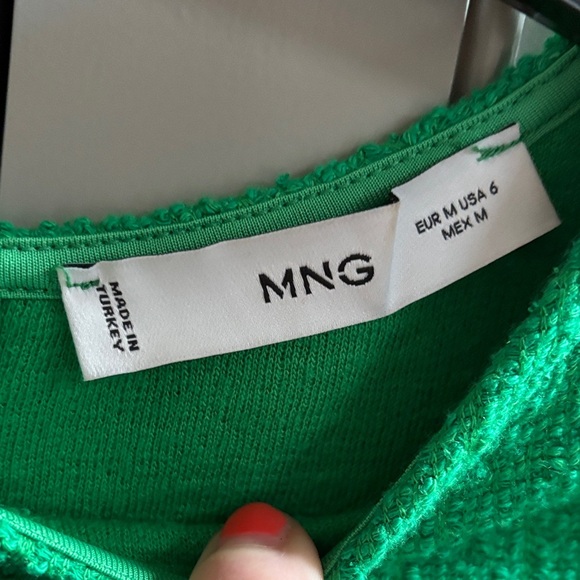 MADE IN
TURKEY
MNG
EUR M USA 6
MEX M